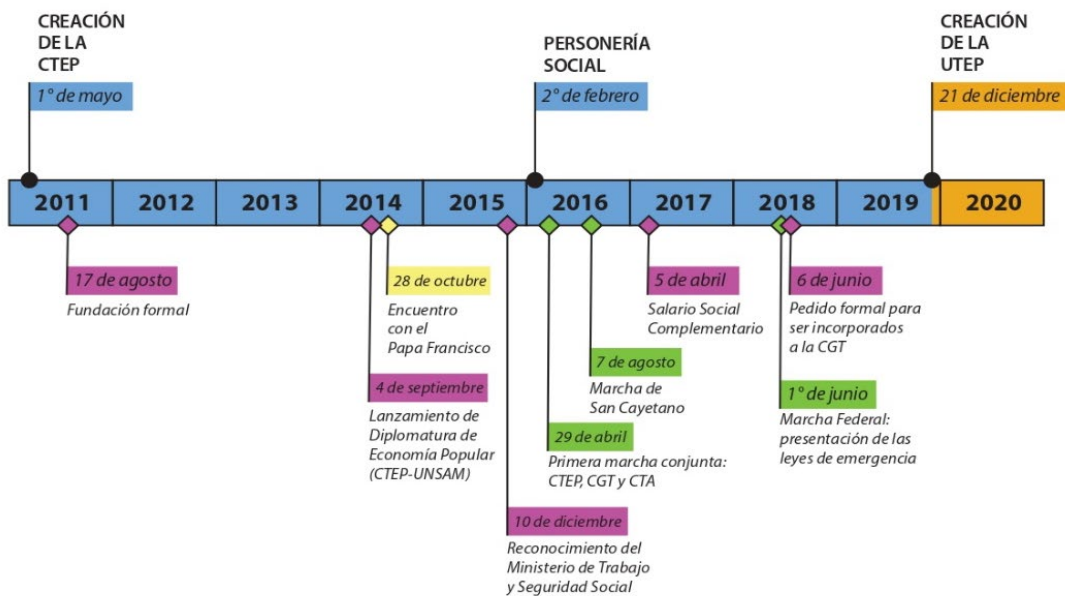 CREACIÓN
DE LA
CTEP
1° de mayo
PERSONERÍA
SOCIAL
2° de febrero
CREACIÓN
DE LA
UTEP
21 de diciembre
2011
2012
2013
2014
2015
2016
2017
2018
2019
2020
17 de agosto
Fundación formal
28 de octubre
Encuentro
con el
Papa Francisco
4 de septiembre
Lanzamiento de
Diplomatura de
Economía Popular
(CTEP-UNSAM)
10 de diciembre
Reconocimiento del
Ministerio de Trabajo
y Seguridad Social
29 de abril
Primera marcha conjunta:
CTEP, CGT y CTA
7 de agosto
Marcha de
San Cayetano
5 de abril
Salario Social
Complementario
6 de junio
Pedido formal para
ser incorporados
a la CGT
1° de junio
Marcha Federal:
presentación de las
leyes de emergencia